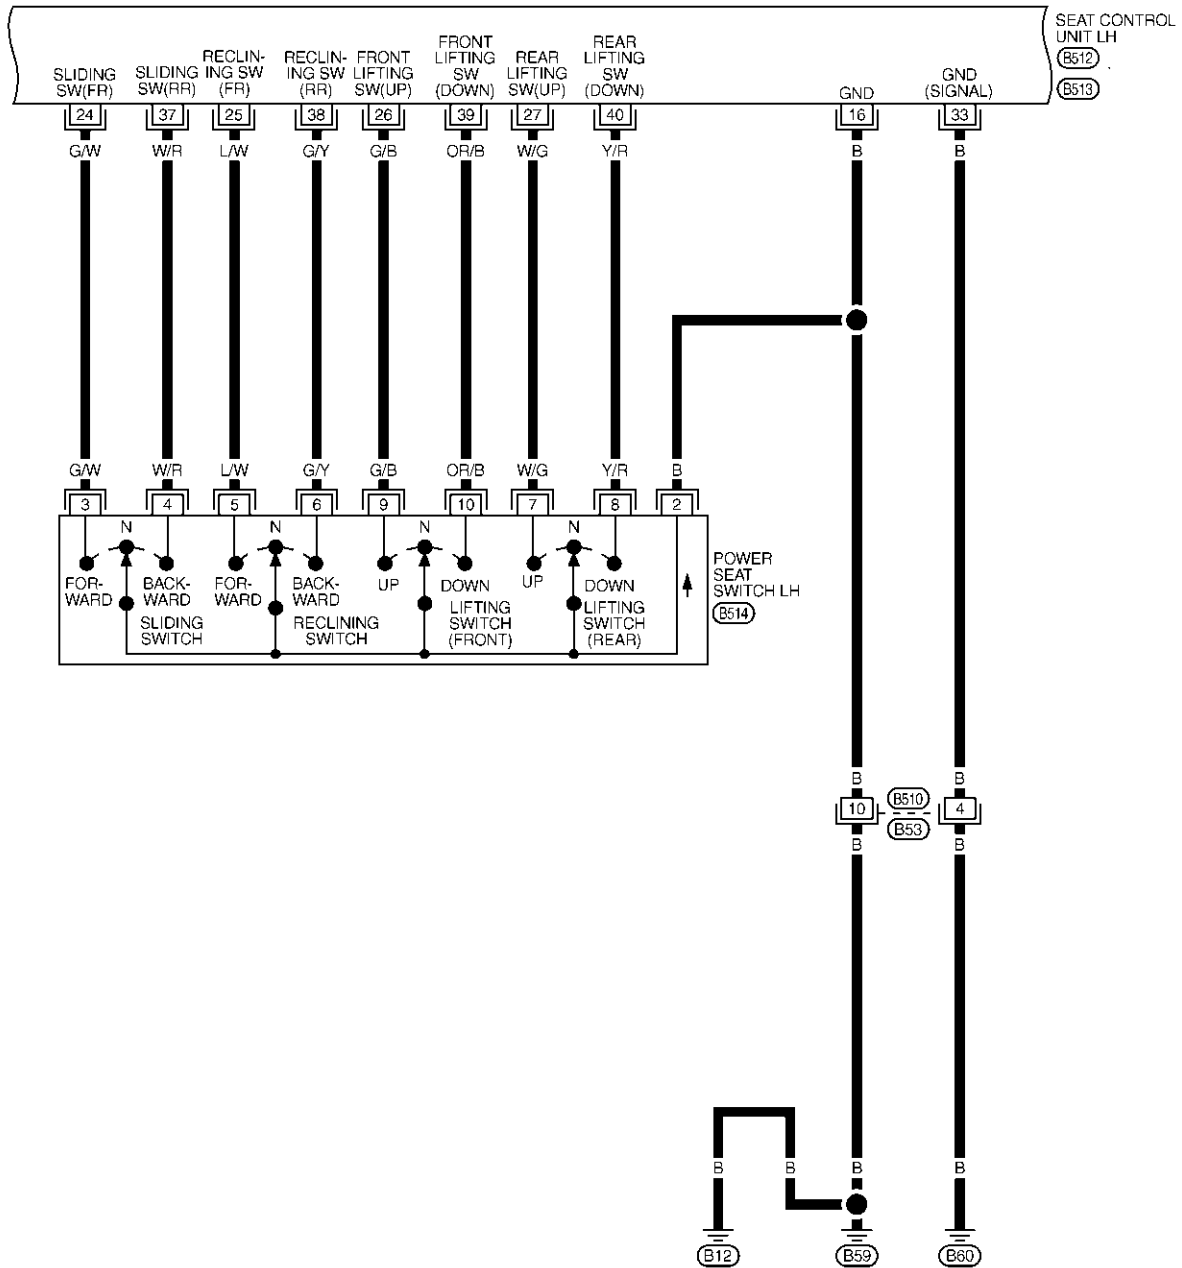 SEAT CONTROL
UNIT LH
B512
B513
SLIDING
SW(FR)
SLIDING
SW(RR)
RECLIN-
ING SW
(FR)
RECLIN-
ING SW
(RR)
FRONT
LIFTING
SW(UP)
FRONT
LIFTING
SW
(DOWN)
REAR
LIFTING
SW(UP)
REAR
LIFTING
SW
(DOWN)
GND
GND
(SIGNAL)
24 37 25 38 26 39 27 40 16 33
G/W W/R L/W G/Y G/B OR/B W/G Y/R B B
G/W W/R L/W G/Y G/B OR/B W/G Y/R B
3 4 5 6 9 10 7 8 2
N N N N
FOR-
WARD
BACK-
WARD
SLIDING
SWITCH
FOR-
WARD
BACK-
WARD
RECLINING
SWITCH
UP
DOWN
LIFTING
SWITCH
(FRONT)
UP
DOWN
LIFTING
SWITCH
(REAR)
POWER
SEAT
SWITCH LH
B514
B B
10 B510 4
B53
B B
B B B B
B12 B59 B60